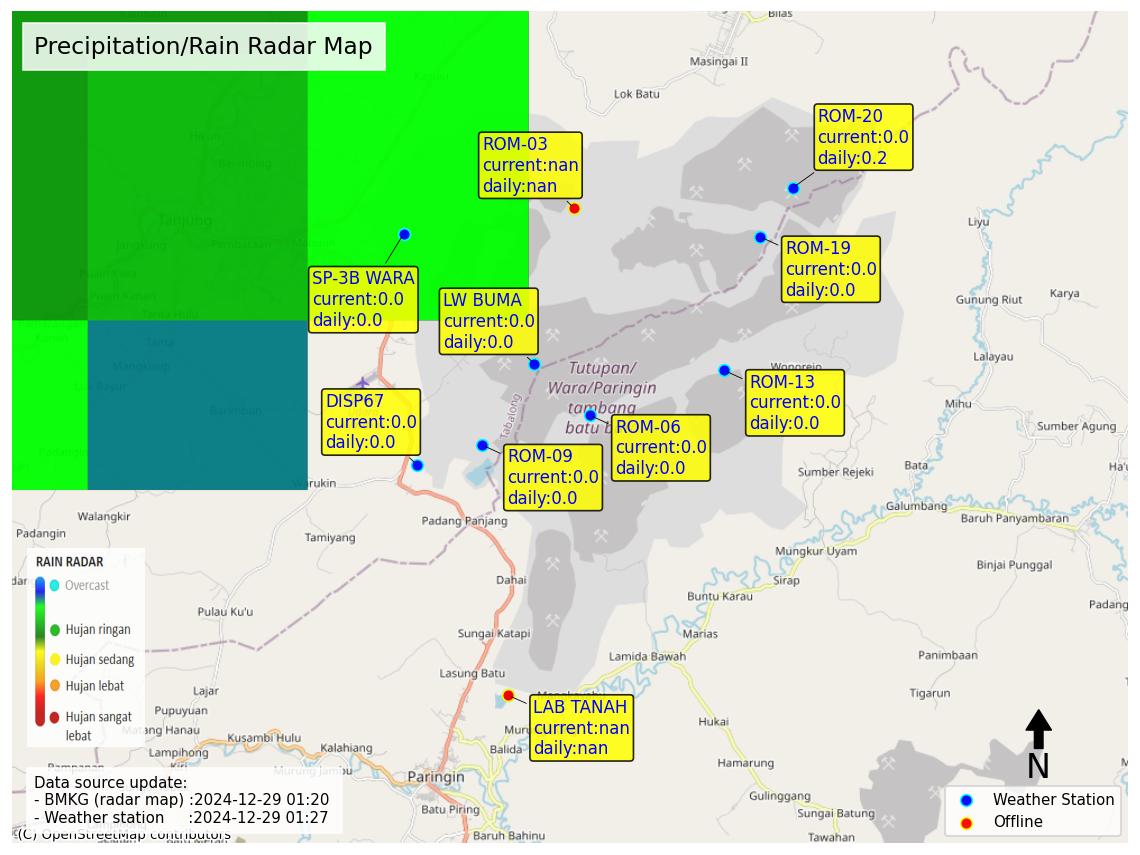 Precipitation/Rain Radar Map
Bilas
Masingai II
Kapuru
Lok Batu
ROM-20
current:0.0
daily:0.2
ROM-03
current:nan
daily:nan
Tanjung
Liyu
ROM-19
current:0.0
daily:0.0
SP-3B WARA
current:0.0
daily:0.0
LW BUMA
current:0.0
daily:0.0
Gunung Riut
Karya
Puain Kanan
Tanta Hulu
Kanan
Tama
Mangkupum
Barimbun
Lalayau
Tutupan/
Wara/Paringin
tambang
batu b
Wonorejo
ROM-13
current:0.0
daily:0.0
DISP67
current:0.0
daily:0.0
Tabalong
Mihu
ROM-06
current:0.0
daily:0.0
Sumber Agung
ROM-09
current:0.0
daily:0.0
Sumber Rejeki
Bata
Ha'u
Warukin
Galumbang
Walangkir
Padang Panjang
Baruh Panyambaran
Padangin
Tamiyang
Mungkur Uyam
Binjai Punggal
RAIN RADAR
Overcast
Hujan ringan
Hujan sedang
Hujan lebat
Hujan sangat
lebat
Dahai
Sirap
Buntu Karau
Padang
Pulau Ku'u
Sungai Katapi
Marias
Lamida Bawah
Panimbaan
Lasung Batu
Lajar
Tigarun
LAB TANAH
current:nan
daily:nan
Pupuyuan
Matang Hanau
Hukai
Kusambi Hulu
Kalahiang
Lampihong
Balida
Murung Jambu
Paringin
Hamarung
N
Data source update:
- BMKG (radar map) :2024-12-29 01:20
- Weather station :2024-12-29 01:27
Gulinggang
Batu Piring
Sungai Batung
Weather Station
Offline
(C) OpenStreetMap contributors
Baruh Bahinu
Tawahan